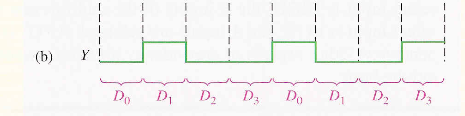 (b) Y
D₀ D₁ D₂ D₃ D₀ D₁ D₂ D₃